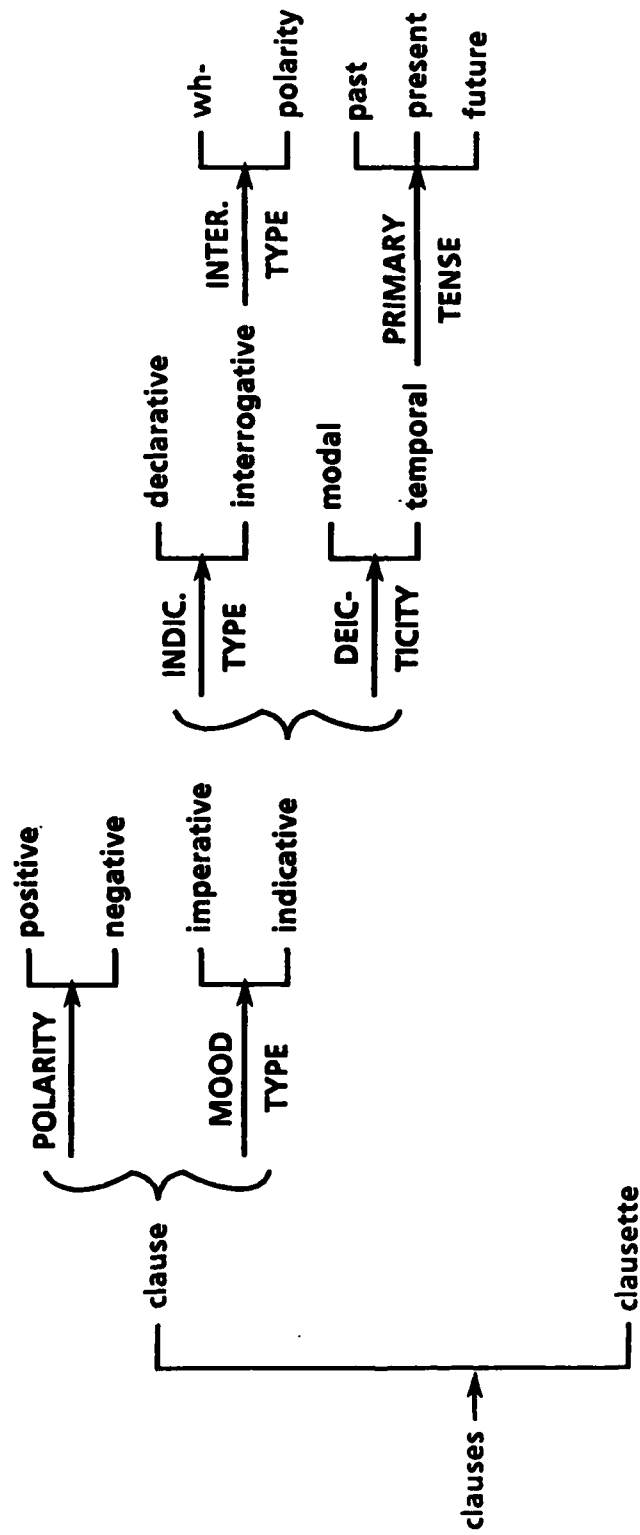 clauses
clause
clausette
POLARITY
positive
negative
MOOD
TYPE
imperative
indicative
INDIC.
TYPE
declarative
interrogative
INTER.
TYPE
wh-
polarity
DEIC-
TICITY
modal
temporal
PRIMARY
TENSE
past
present
future